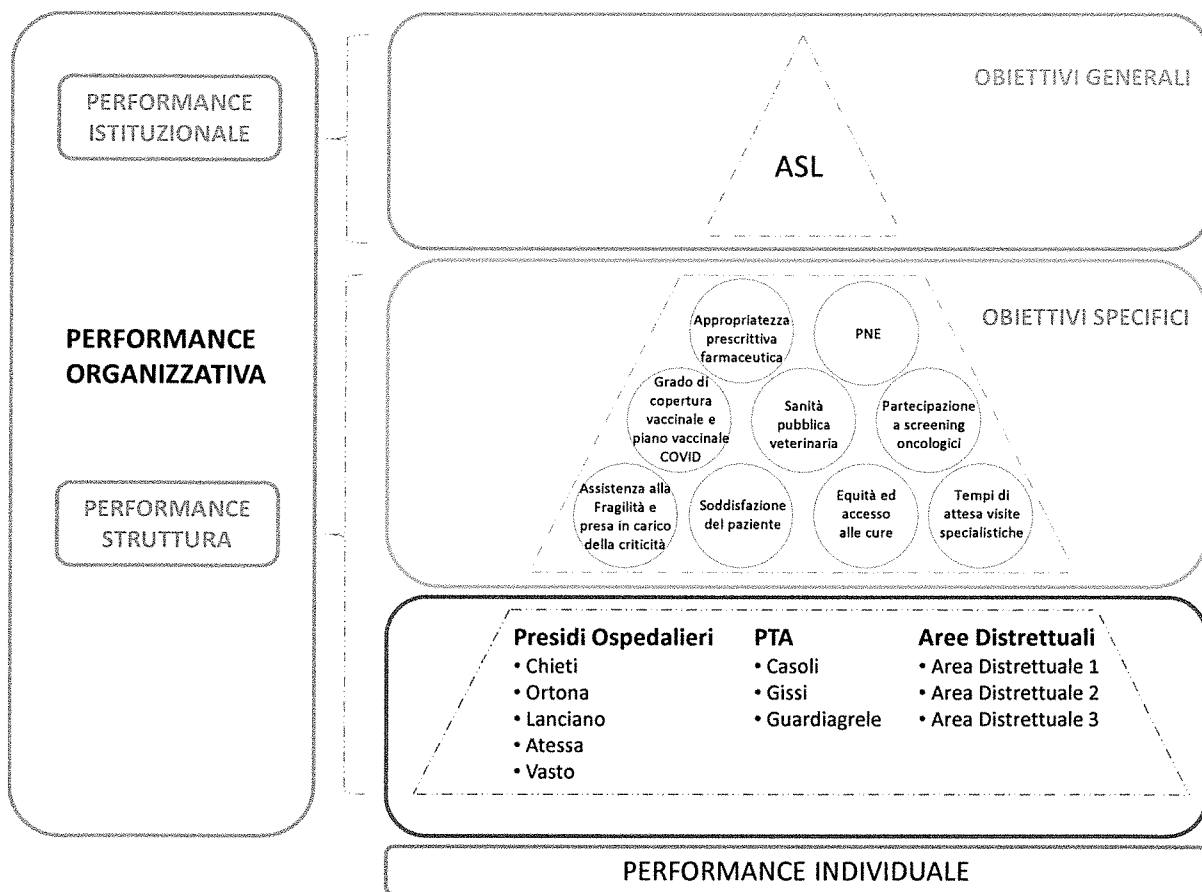 PERFORMANCE
ISTITUZIONALE
PERFORMANCE
ORGANIZZATIVA
PERFORMANCE
STRUTTURA
OBIETTIVI GENERALI
ASL
OBIETTIVI SPECIFICI
Appropriatezza
prescrittiva
farmaceutica
PNE
Grado di
copertura
vaccinale e
piano vaccinale
COVID
Sanità
pubblica
veterinaria
Partecipazione
a screening
oncologici
Assistenza alla
Fragilità e
presa in carico
della criticità
Soddisfazione
del paziente
Equità ed
accesso
alle cure
Tempi di
attesa visite
specialistiche
Presidi Ospedalieri
• Chieti
• Ortona
• Lanciano
• Atessa
• Vasto
PTA
• Casoli
• Gissi
• Guardiagrele
Aree Distrettuali
• Area Distrettuale 1
• Area Distrettuale 2
• Area Distrettuale 3
PERFORMANCE INDIVIDUALE